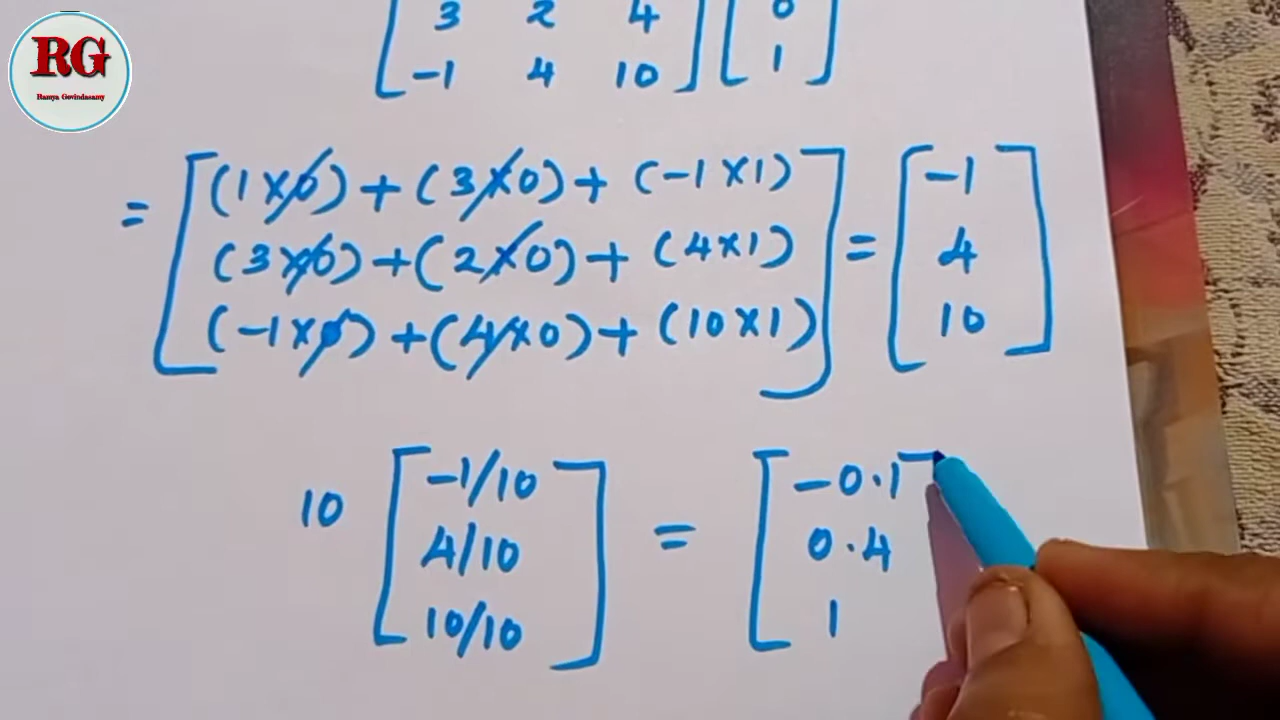 RG
Ramya Govindasamy
[3 2 4] [0]
[-1 4 10] [1]
= [(1×0) + (3×0) + (-1×1)] = [-1]
[(3×0) + (2×0) + (4×1)] [4]
[(-1×0) + (4×0) + (10×1)] [10]
10 [-1/10] = [-0.1]
[4/10] [0.4]
[10/10] [1]